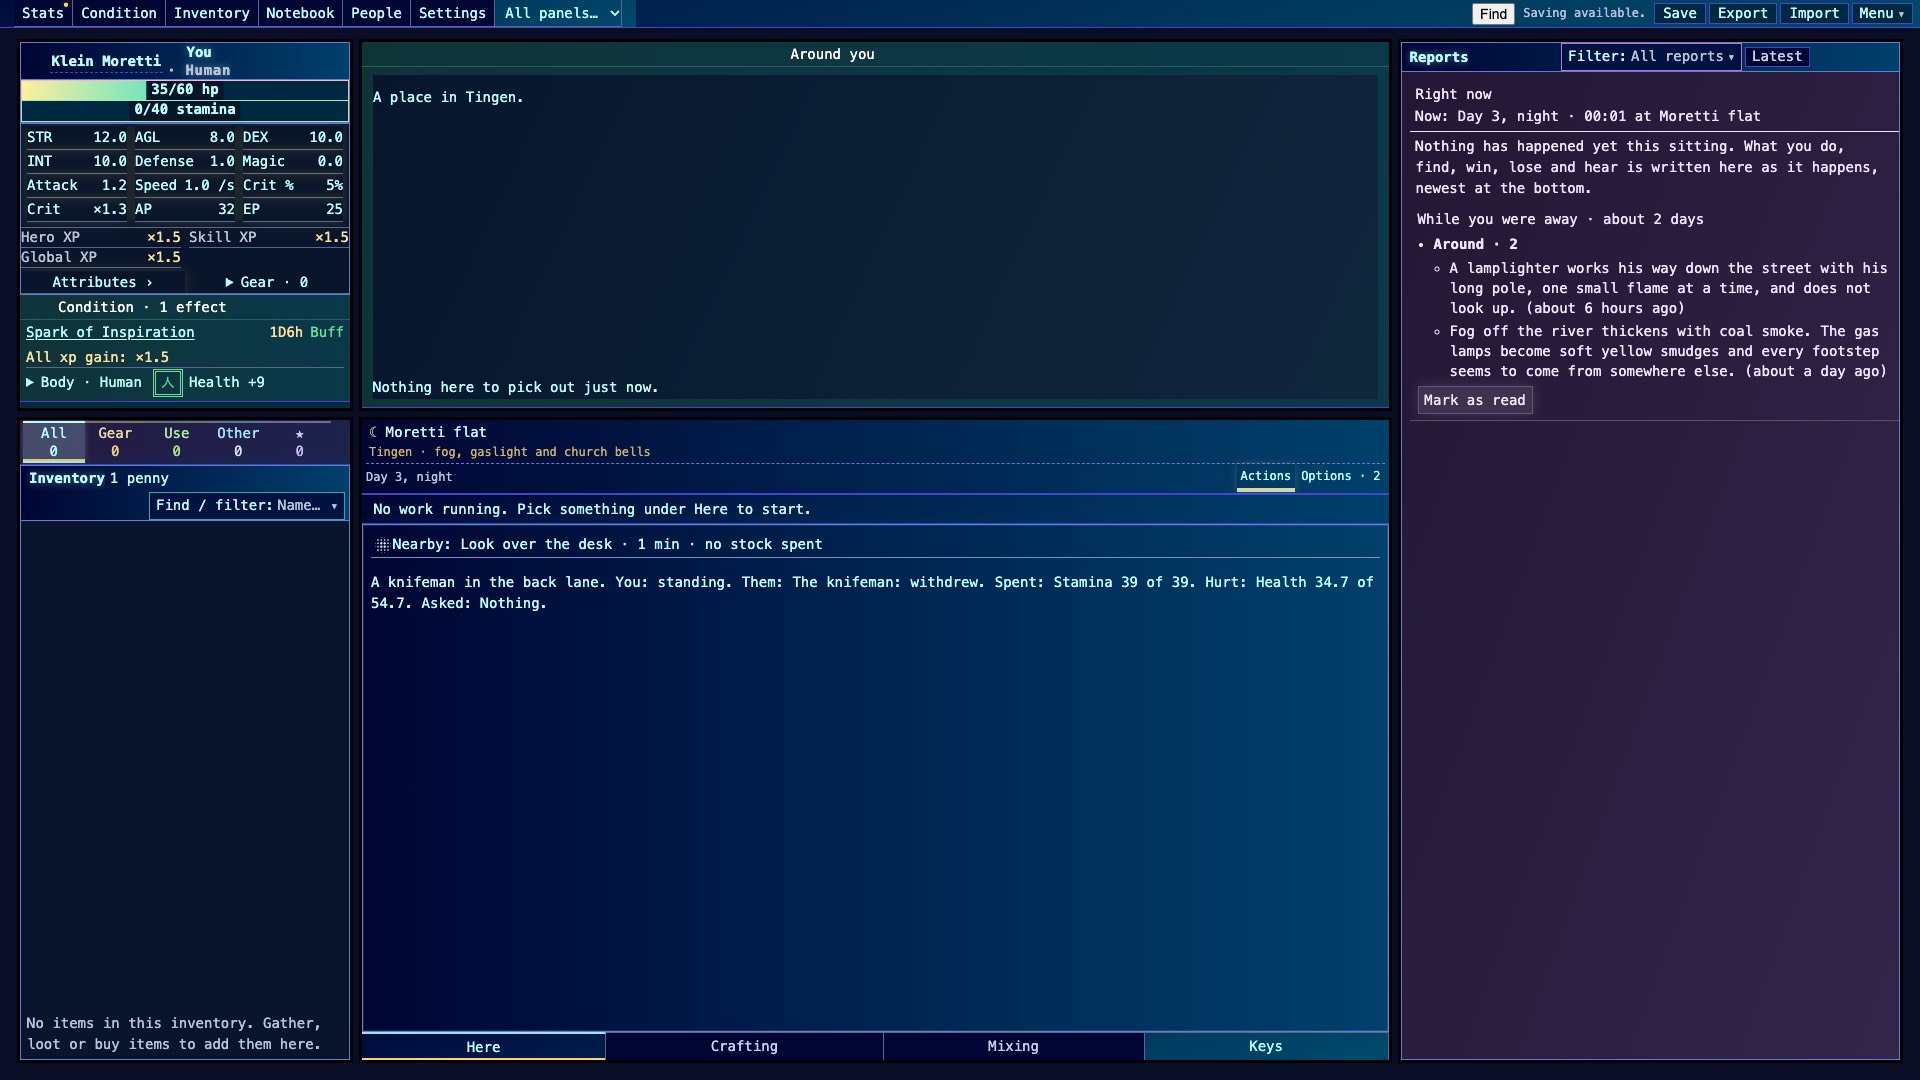 Stats Condition Inventory Notebook People Settings All panels… Find Saving available. Save Export Import Menu ▾
Klein Moretti · You Human
35/60 hp
0/40 stamina
STR 12.0 AGL 8.0 DEX 10.0
INT 10.0 Defense 1.0 Magic 0.0
Attack 1.2 Speed 1.0 /s Crit % 5%
Crit ×1.3 AP 32 EP 25
Hero XP ×1.5 Skill XP ×1.5
Global XP ×1.5
Attributes › ▶ Gear · 0
Condition · 1 effect
Spark of Inspiration 1D6h Buff
All xp gain: ×1.5
▶ Body · Human 人 Health +9
All Gear Use Other ★
0 0 0 0 0
Inventory 1 penny
Find / filter: Name… ▾
No items in this inventory. Gather,
loot or buy items to add them here.
Around you
A place in Tingen.
Nothing here to pick out just now.
☾ Moretti flat
Tingen · fog, gaslight and church bells
Day 3, night Actions Options · 2
No work running. Pick something under Here to start.
Nearby: Look over the desk · 1 min · no stock spent
A knifeman in the back lane. You: standing. Them: The knifeman: withdrew. Spent: Stamina 39 of 39. Hurt: Health 34.7 of
54.7. Asked: Nothing.
Here Crafting Mixing Keys
Reports Filter: All reports ▾ Latest
Right now
Now: Day 3, night · 00:01 at Moretti flat
Nothing has happened yet this sitting. What you do,
find, win, lose and hear is written here as it happens,
newest at the bottom.
While you were away · about 2 days
• Around · 2
◦ A lamplighter works his way down the street with his
long pole, one small flame at a time, and does not
look up. (about 6 hours ago)
◦ Fog off the river thickens with coal smoke. The gas
lamps become soft yellow smudges and every footstep
seems to come from somewhere else. (about a day ago)
Mark as read